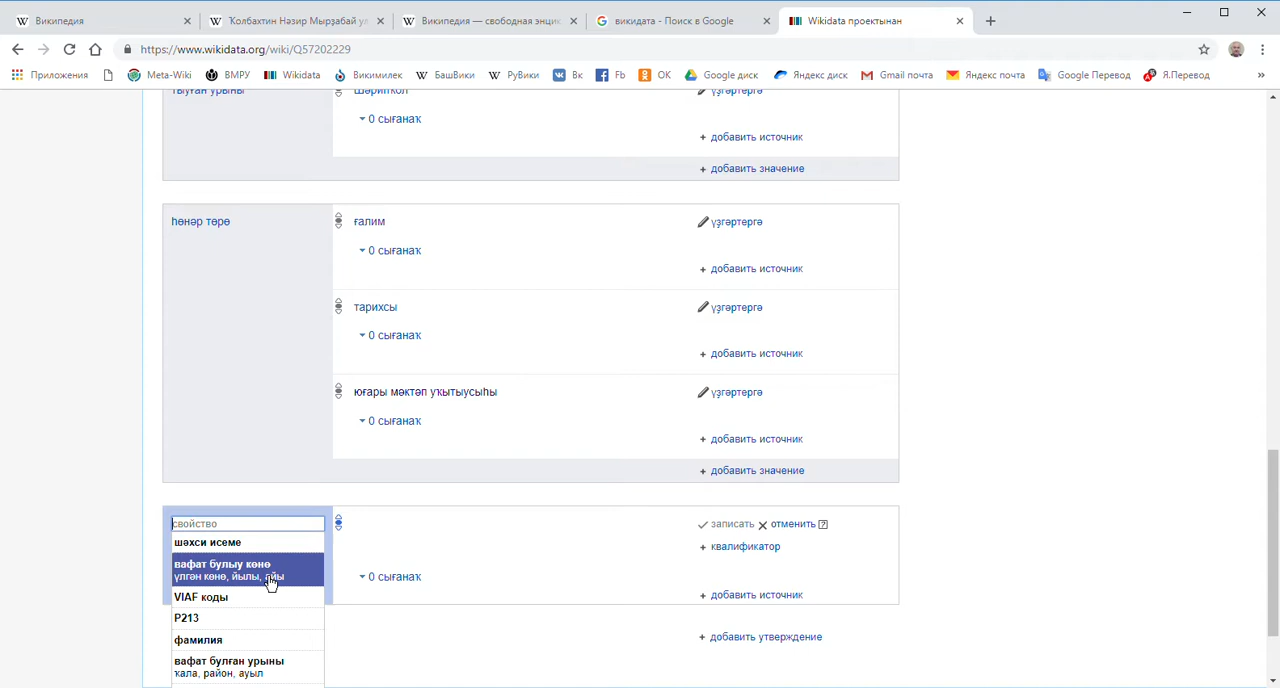 Википедия
Ҡолбахтин Нәзир Мырҙабай ул
Википедия — свободная энцик
викидата - Поиск в Google
Wikidata проектынан
https://www.wikidata.org/wiki/Q57202229
Приложения
Meta-Wiki
ВМРУ
Wikidata
Викимилек
БашВики
РуВики
Вк
Fb
ОК
Google диск
Яндекс диск
Gmail почта
Яндекс почта
Google Перевод
Я.Перевод
»
тыуған урыны
Шәрипҡол
үҙгәртергә
0 сығанаҡ
+ добавить источник
+ добавить значение
һөнәр төрө
ғалим
үҙгәртергә
0 сығанаҡ
+ добавить источник
тарихсы
үҙгәртергә
0 сығанаҡ
+ добавить источник
юғары мәктәп уҡытыусыһы
үҙгәртергә
0 сығанаҡ
+ добавить источник
+ добавить значение
свойство
записать
отменить [?]
шәхси исеме
+ квалификатор
вафат булыу көнө
үлгән көнө, йылы, айы
0 сығанаҡ
VIAF коды
+ добавить источник
P213
фамилия
+ добавить утверждение
вафат булған урыны
ҡала, район, ауыл